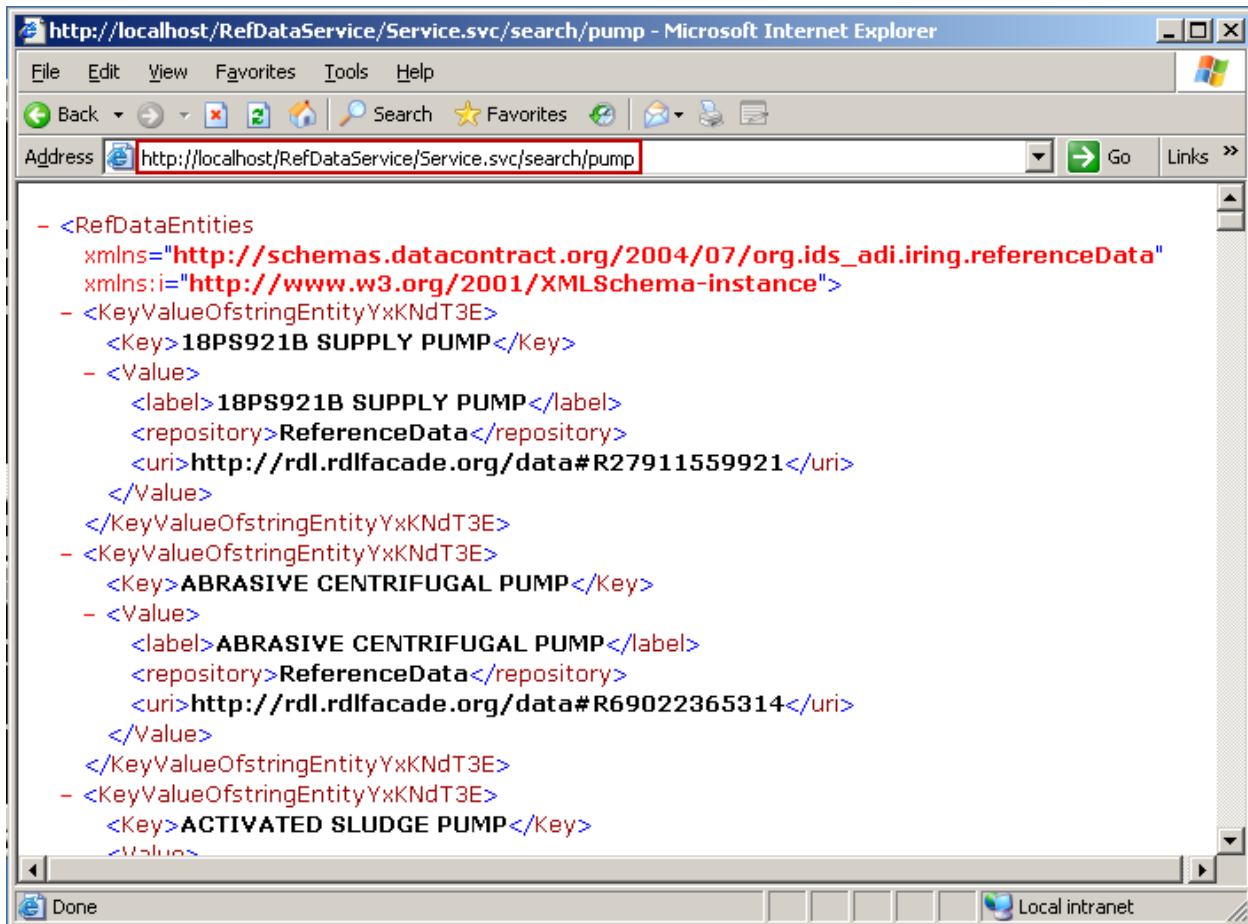 http://localhost/RefDataService/Service.svc/search/pump - Microsoft Internet Explorer
File Edit View Favorites Tools Help
Back Search Favorites
Address http://localhost/RefDataService/Service.svc/search/pump Go Links »
- <RefDataEntities
xmlns="http://schemas.datacontract.org/2004/07/org.ids_adi.iring.referenceData"
xmlns:i="http://www.w3.org/2001/XMLSchema-instance">
- <KeyValueOfstringEntityYxKNdT3E>
<Key>18PS921B SUPPLY PUMP</Key>
- <Value>
<label>18PS921B SUPPLY PUMP</label>
<repository>ReferenceData</repository>
<uri>http://rdl.rdlfacade.org/data#R27911559921</uri>
</Value>
</KeyValueOfstringEntityYxKNdT3E>
- <KeyValueOfstringEntityYxKNdT3E>
<Key>ABRASIVE CENTRIFUGAL PUMP</Key>
- <Value>
<label>ABRASIVE CENTRIFUGAL PUMP</label>
<repository>ReferenceData</repository>
<uri>http://rdl.rdlfacade.org/data#R69022365314</uri>
</Value>
</KeyValueOfstringEntityYxKNdT3E>
- <KeyValueOfstringEntityYxKNdT3E>
<Key>ACTIVATED SLUDGE PUMP</Key>
<Value>
Done Local intranet